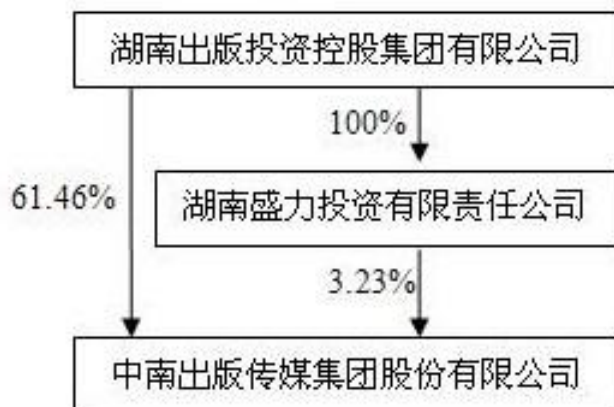 湖南出版投资控股集团有限公司
100%
61.46%
湖南盛力投资有限责任公司
3.23%
中南出版传媒集团股份有限公司